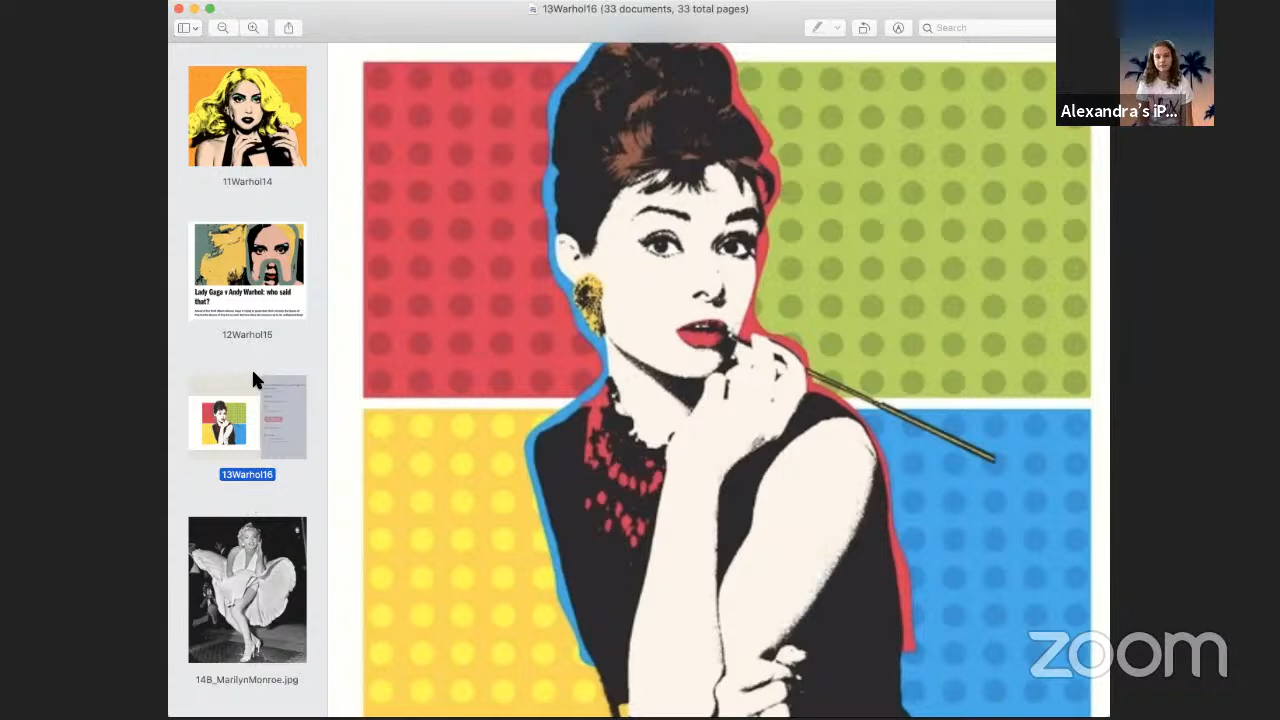 13Warhol16 (33 documents, 33 total pages)
Search
Alexandra's iP...
11Warhol14
Lady Gaga v Andy Warhol: who said
that?
12Warhol15
13Warhol16
14B_MarilynMonroe.jpg
zoom